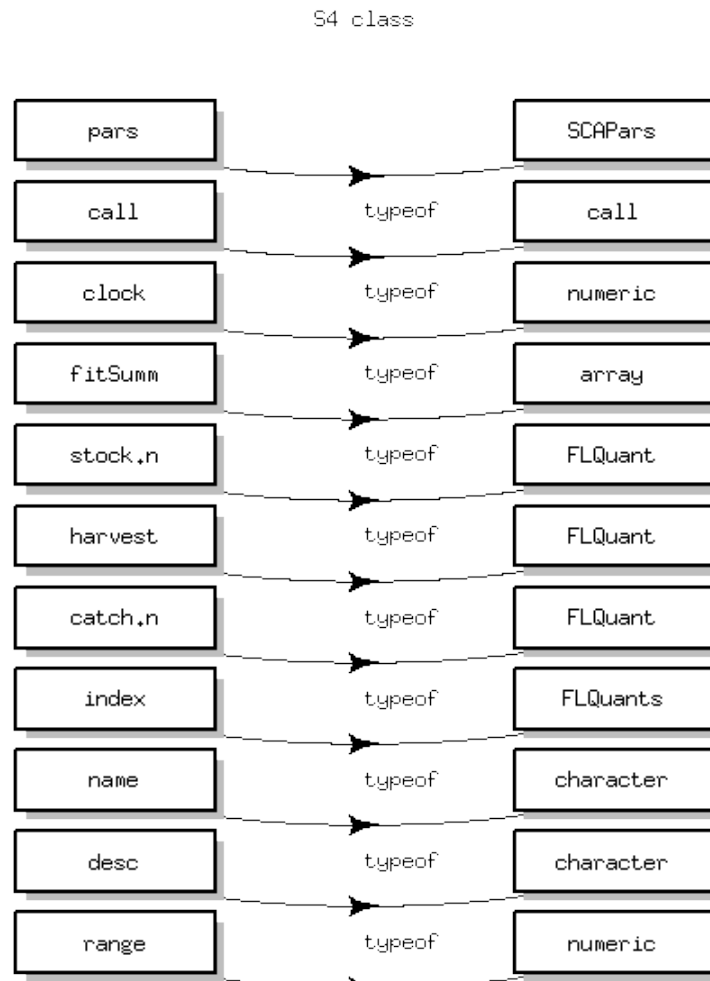 S4 class
pars SCAPars
call typeof call
clock typeof numeric
fitSumm typeof array
stock.n typeof FLQuant
harvest typeof FLQuant
catch.n typeof FLQuant
index typeof FLQuants
name typeof character
desc typeof character
range typeof numeric